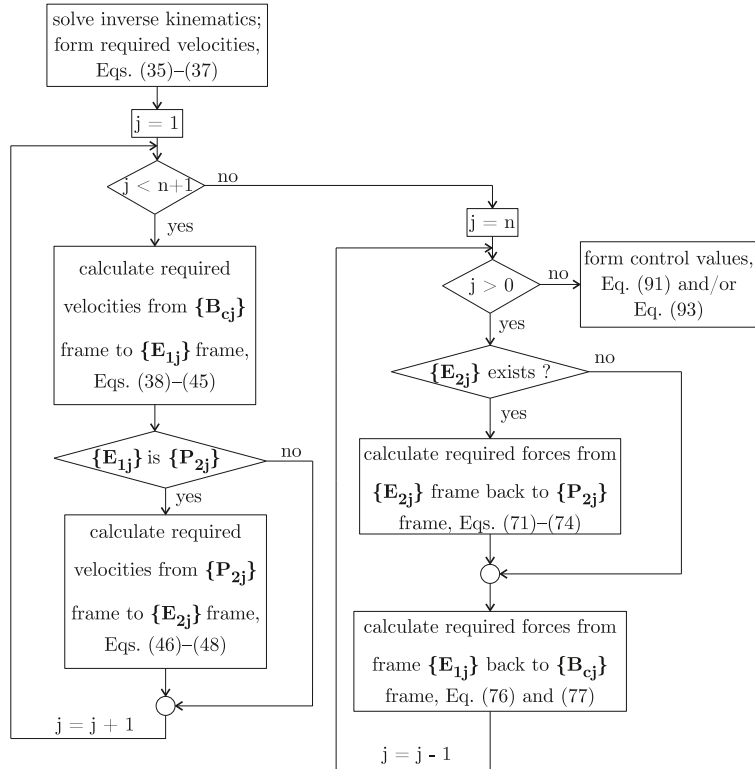 solve inverse kinematics;
form required velocities,
Eqs. (35)–(37)
j = 1
j < n+1
no
yes
calculate required
velocities from {B_cj}
frame to {E_1j} frame,
Eqs. (38)–(45)
{E_1j} is {P_2j}
no
yes
calculate required
velocities from {P_2j}
frame to {E_2j} frame,
Eqs. (46)–(48)
j = j + 1
j = n
j > 0
no
form control values,
Eq. (91) and/or
Eq. (93)
yes
{E_2j} exists ?
no
yes
calculate required forces from
{E_2j} frame back to {P_2j}
frame, Eqs. (71)–(74)
calculate required forces from
frame {E_1j} back to {B_cj}
frame, Eq. (76) and (77)
j = j - 1